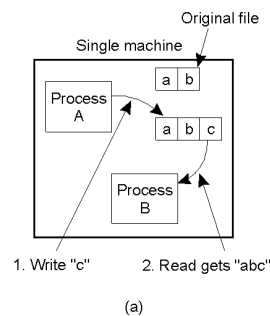 Original file
Single machine
a b
Process
A
a b c
Process
B
1. Write "c"
2. Read gets "abc"
(a)